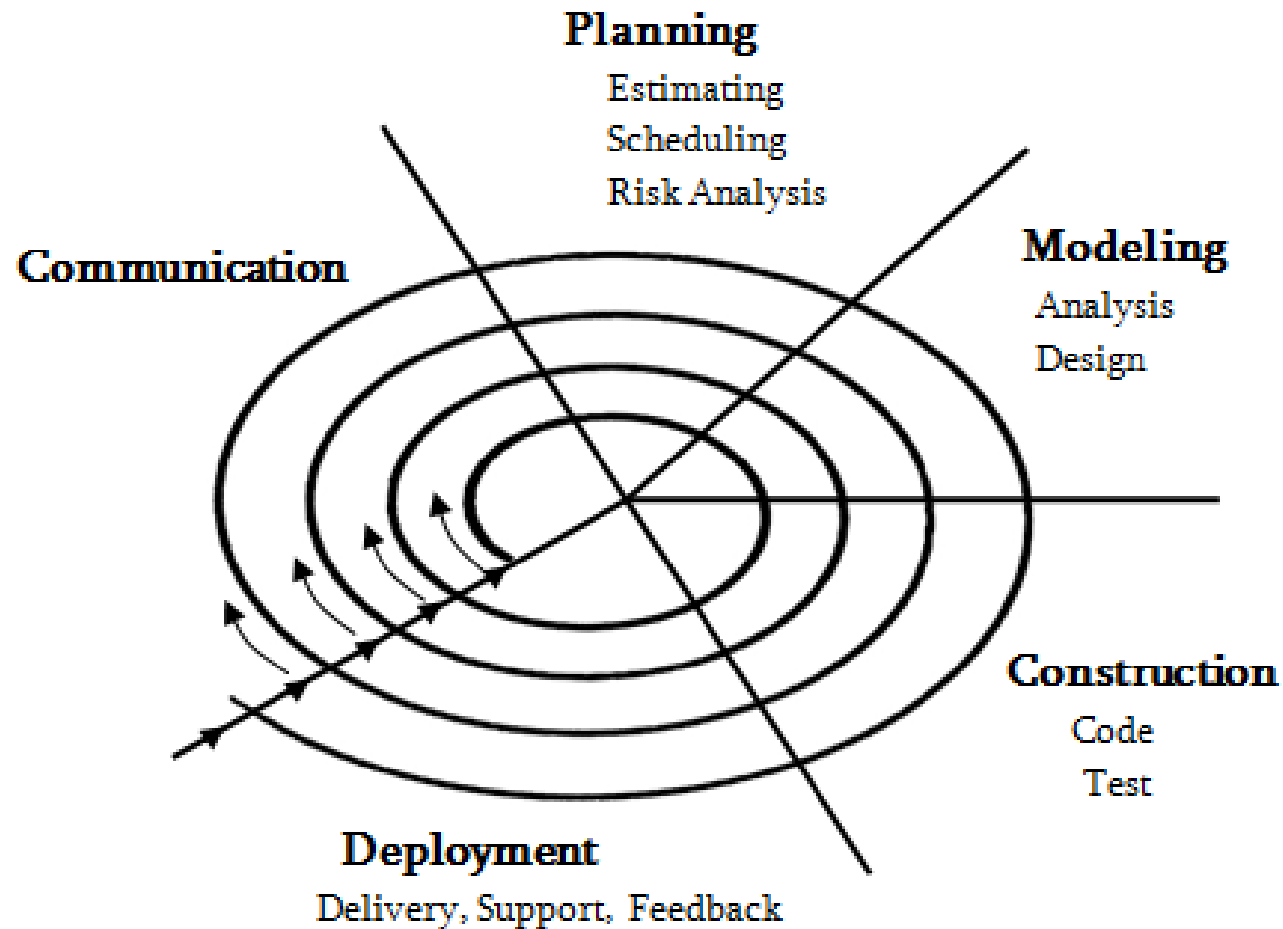 Planning
Estimating
Scheduling
Risk Analysis
Communication
Modeling
Analysis
Design
Construction
Code
Test
Deployment
Delivery, Support, Feedback